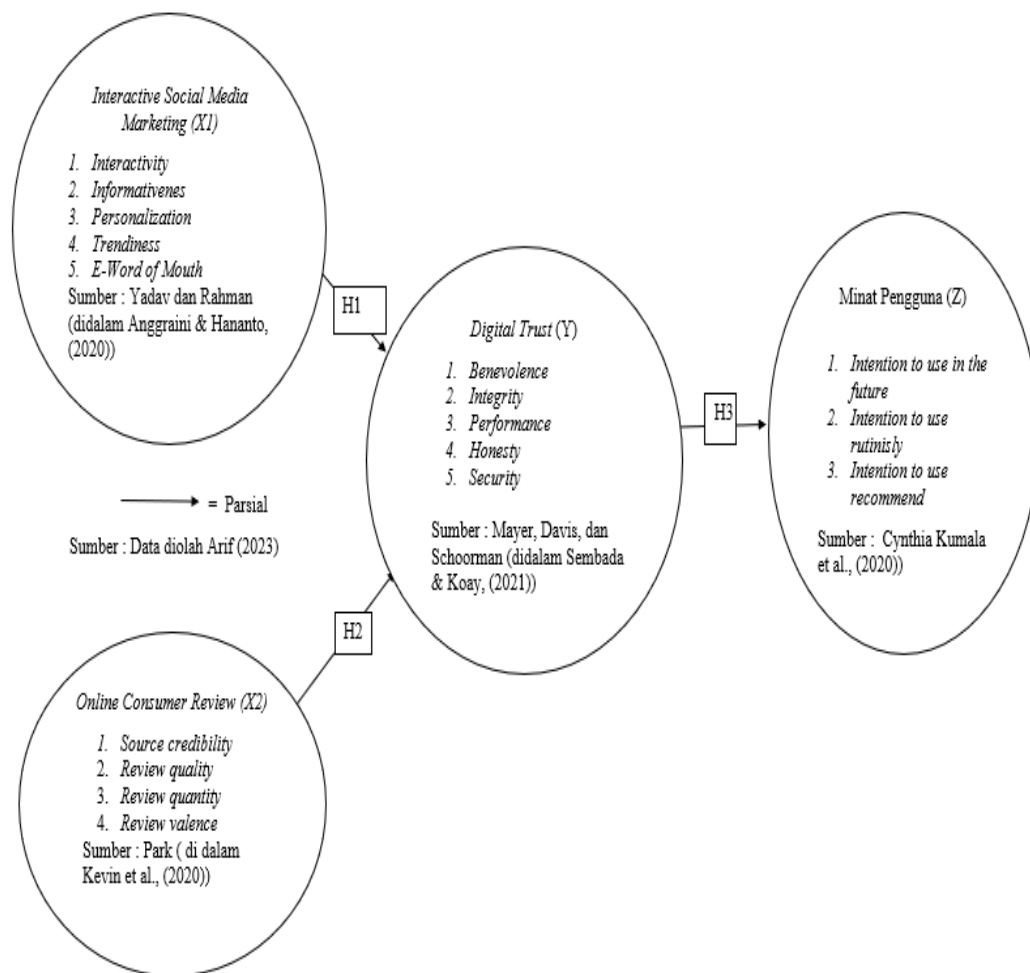 Interactive Social Media
Marketing (X1)
1. Interactivity
2. Informativenes
3. Personalization
4. Trendiness
5. E-Word of Mouth
Sumber : Yadav dan Rahman
(didalam Anggraini & Hananto,
(2020))
H1
Digital Trust (Y)
1. Benevolence
2. Integrity
3. Performance
4. Honesty
5. Security
Sumber : Mayer, Davis, dan
Schoorman (didalam Sembada
& Koay, (2021))
H3
Minat Pengguna (Z)
1. Intention to use in the
future
2. Intention to use
rutinisly
3. Intention to use
recommend
Sumber : Cynthia Kumala
et al., (2020))
= Parsial
Sumber : Data diolah Arif (2023)
H2
Online Consumer Review (X2)
1. Source credibility
2. Review quality
3. Review quantity
4. Review valence
Sumber : Park ( di dalam
Kevin et al., (2020))